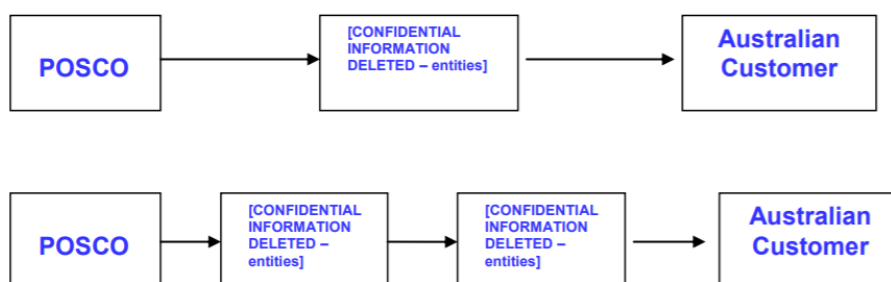 POSCO
[CONFIDENTIAL
INFORMATION
DELETED – entities]
Australian
Customer
POSCO
[CONFIDENTIAL
INFORMATION
DELETED –
entities]
[CONFIDENTIAL
INFORMATION
DELETED –
entities]
Australian
Customer